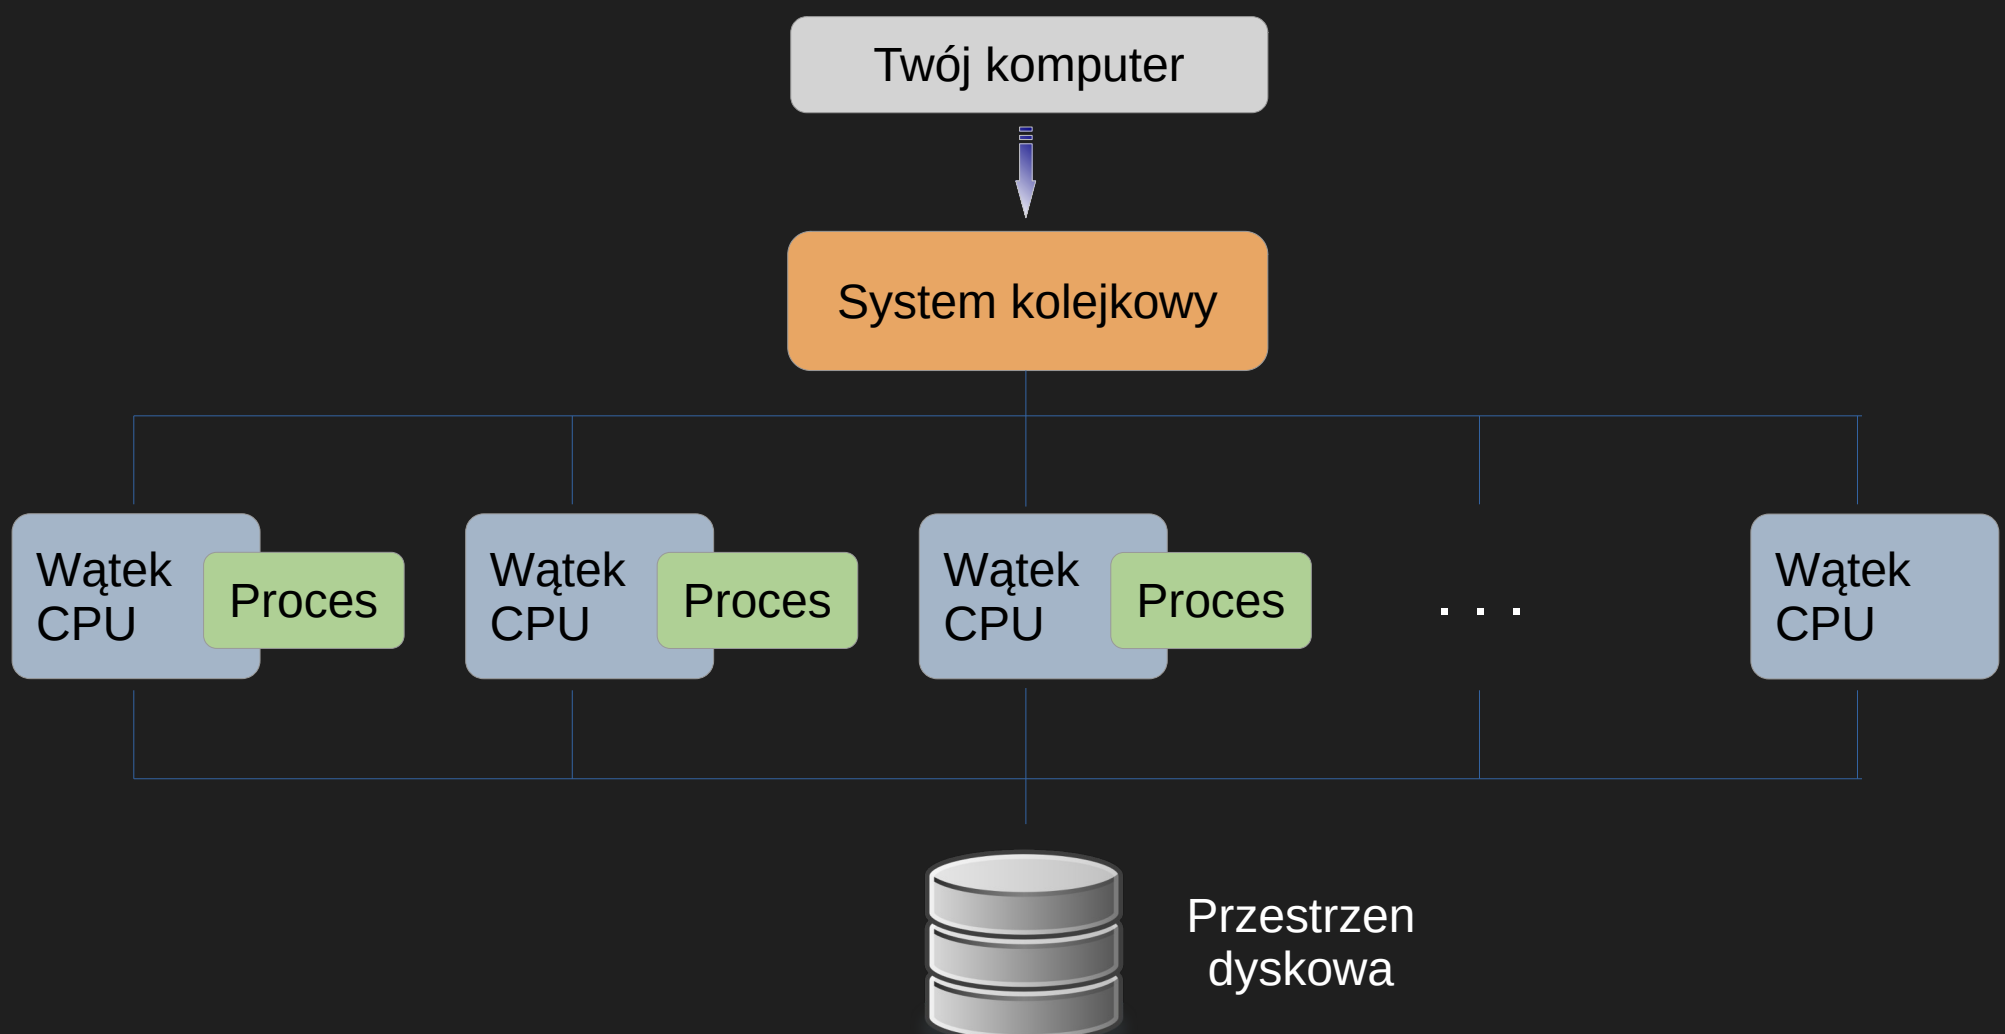 Twój komputer
System kolejkowy
Wątek
CPU
Proces
Wątek
CPU
Proces
Wątek
CPU
Proces
. . .
Wątek
CPU
Przestrzen
dyskowa